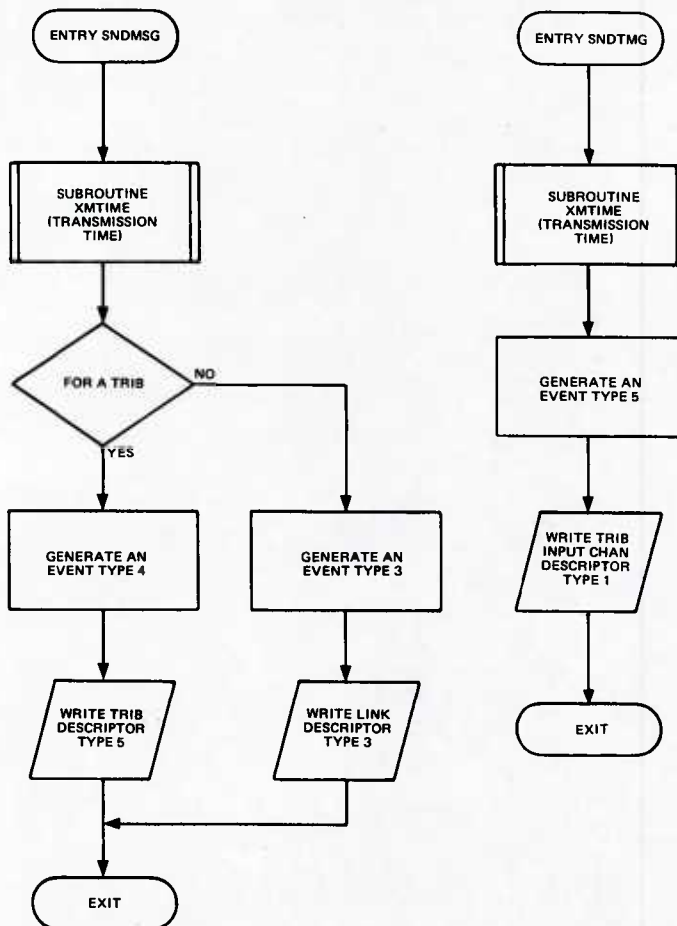 ENTRY SNDMSG
SUBROUTINE
XMTIME
(TRANSMISSION
TIME)
FOR A TRIB
NO
YES
GENERATE AN
EVENT TYPE 4
GENERATE AN
EVENT TYPE 3
WRITE TRIB
DESCRIPTOR
TYPE 5
WRITE LINK
DESCRIPTOR
TYPE 3
EXIT
ENTRY SNDTMG
SUBROUTINE
XMTIME
(TRANSMISSION
TIME)
GENERATE AN
EVENT TYPE 5
WRITE TRIB
INPUT CHAN
DESCRIPTOR
TYPE 1
EXIT